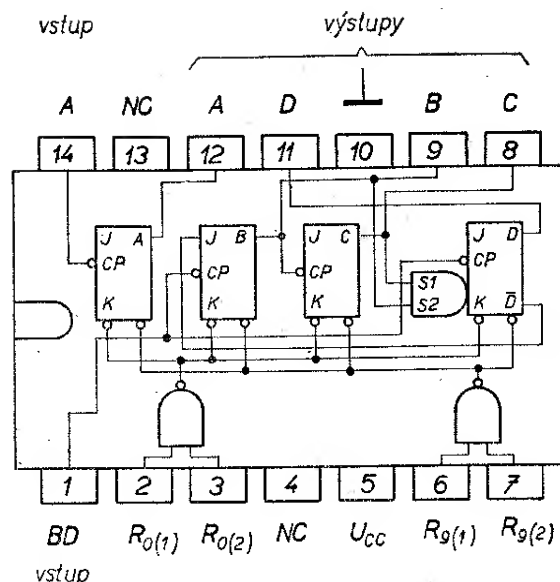 vstup výstupy
A NC A D B C
14 13 12 11 10 9 8
J A J B J C J D
CP CP CP S1 CP
K K K S2 K D̅
1 2 3 4 5 6 7
BD R0(1) R0(2) NC UCC R9(1) R9(2)
vstup